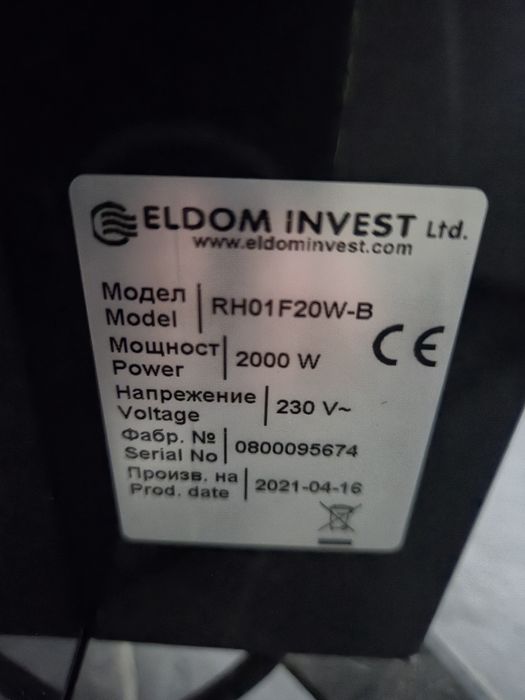 ELDOM INVEST Ltd.
www.eldominvest.com
Модел
Model
RH01F20W-B
Мощност
Power
2000 W
Напрежение
Voltage
230 V~
Фабр. №
Serial No
0800095674
Произв. на
Prod. date
2021-04-16
CE